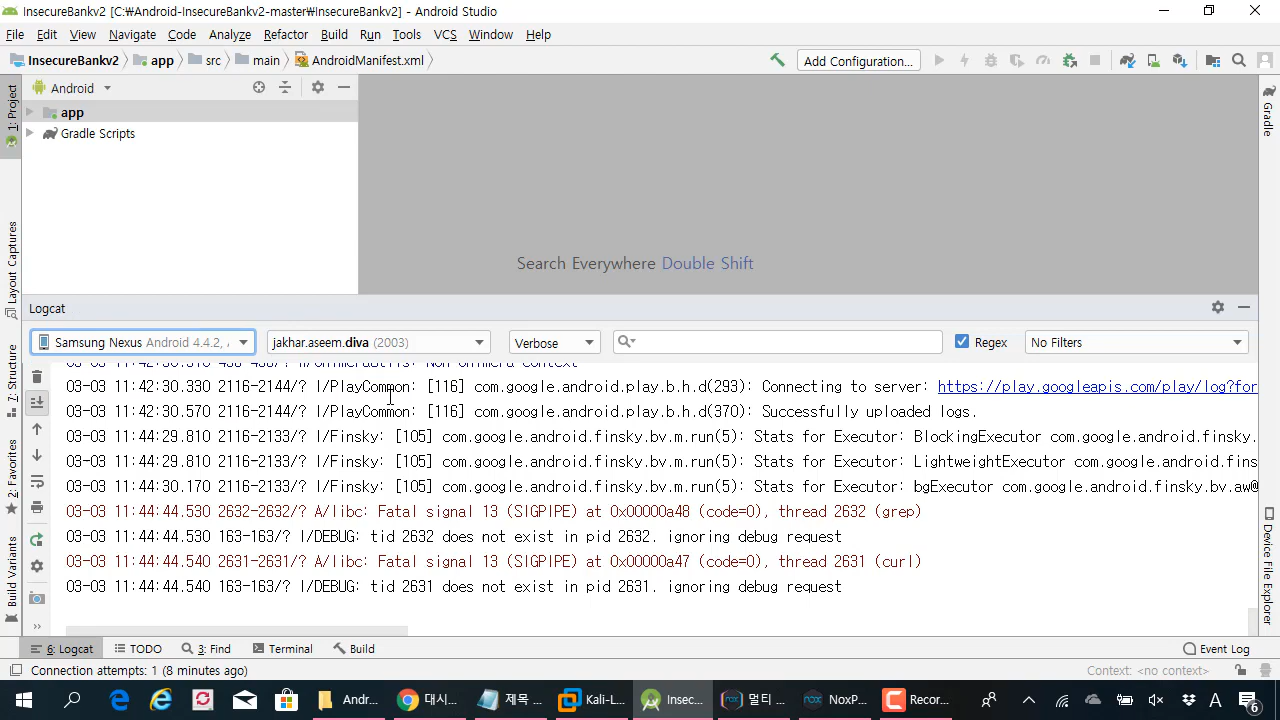 InsecureBankv2 [C:₩Android-InsecureBankv2-master₩InsecureBankv2] - Android Studio
File Edit View Navigate Code Analyze Refactor Build Run Tools VCS Window Help
InsecureBankv2 app src main AndroidManifest.xml Add Configuration...
Android
app
Gradle Scripts
1: Project
Layout Captures
7: Structure
2: Favorites
Build Variants
Gradle
Device File Explorer
Search Everywhere Double Shift
Logcat
Samsung Nexus Android 4.4.2, jakhar.aseem.diva (2003) Verbose Regex No Filters
03-03 11:42:30.330 2116-2144/? I/PlayCommon: [116] com.google.android.play.b.h.d(293): Connecting to server: https://play.googleapis.com/play/log?for
03-03 11:42:30.570 2116-2144/? I/PlayCommon: [116] com.google.android.play.b.h.d(370): Successfully uploaded logs.
03-03 11:44:29.810 2116-2133/? I/Finsky: [105] com.google.android.finsky.bv.m.run(5): Stats for Executor: BlockingExecutor com.google.android.finsky.
03-03 11:44:29.810 2116-2133/? I/Finsky: [105] com.google.android.finsky.bv.m.run(5): Stats for Executor: LightweightExecutor com.google.android.fins
03-03 11:44:30.170 2116-2133/? I/Finsky: [105] com.google.android.finsky.bv.m.run(5): Stats for Executor: bgExecutor com.google.android.finsky.bv.aw@
03-03 11:44:44.530 2632-2632/? A/libc: Fatal signal 13 (SIGPIPE) at 0x00000a48 (code=0), thread 2632 (grep)
03-03 11:44:44.530 163-163/? I/DEBUG: tid 2632 does not exist in pid 2632. ignoring debug request
03-03 11:44:44.540 2631-2631/? A/libc: Fatal signal 13 (SIGPIPE) at 0x00000a47 (code=0), thread 2631 (curl)
03-03 11:44:44.540 163-163/? I/DEBUG: tid 2631 does not exist in pid 2631. ignoring debug request
6: Logcat TODO 3: Find Terminal Build Event Log
Connection attempts: 1 (8 minutes ago) Context: <no context>
Andr... 대시... 제목 ... Kali-L... Insec... 멀티 ... NoxP... Recor... A 6